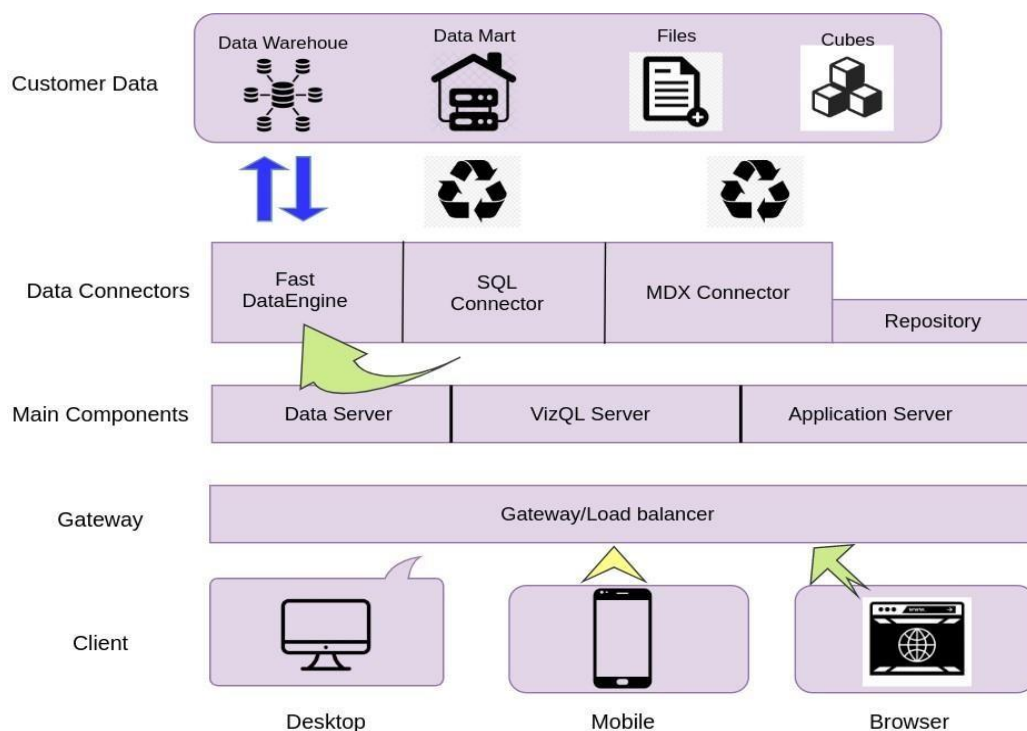 Customer Data
Data Warehoue
Data Mart
Files
Cubes
Data Connectors
Fast
DataEngine
SQL
Connector
MDX Connector
Repository
Main Components
Data Server
VizQL Server
Application Server
Gateway
Gateway/Load balancer
Client
www.
Desktop
Mobile
Browser